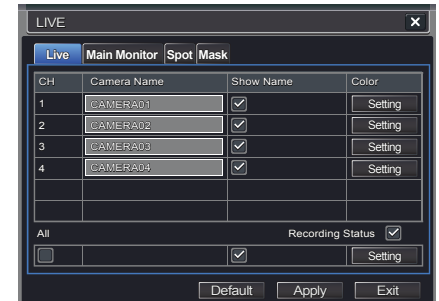 LIVE
Live Main Monitor Spot Mask
CH Camera Name Show Name Color
1 CAMERA01 Setting
2 CAMERA02 Setting
3 CAMERA03 Setting
4 CAMERA04 Setting
All Recording Status
Setting
Default Apply Exit